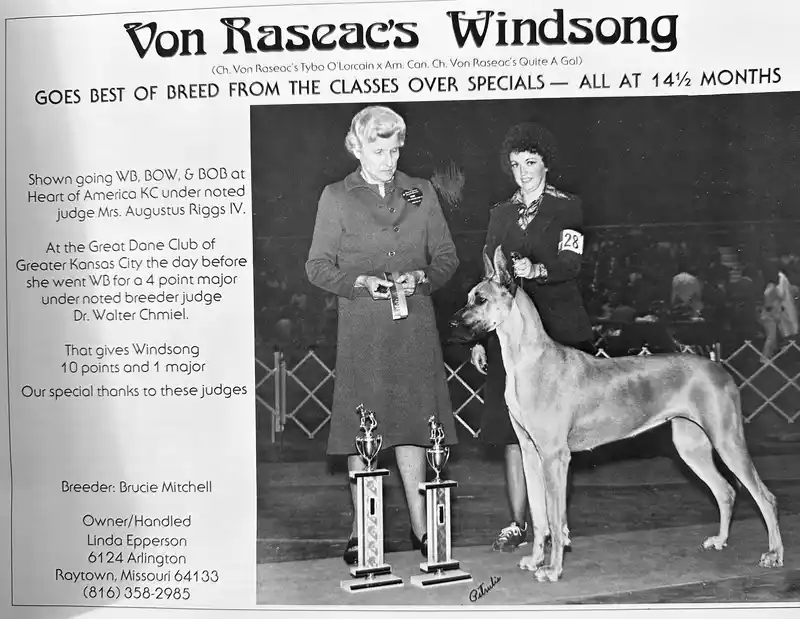 Von Raseac's Windsong
(Ch. Von Raseac's Tybo O'Lorcain x Am. Can. Ch. Von Raseac's Quite A Gal)
GOES BEST OF BREED FROM THE CLASSES OVER SPECIALS — ALL AT 14½ MONTHS
Shown going WB, BOW, & BOB at
Heart of America KC under noted
judge Mrs. Augustus Riggs IV.
At the Great Dane Club of
Greater Kansas City the day before
she went WB for a 4 point major
under noted breeder judge
Dr. Walter Chmiel.
That gives Windsong
10 points and 1 major
Our special thanks to these judges
Breeder: Brucie Mitchell
Owner/Handled
Linda Epperson
6124 Arlington
Raytown, Missouri 64133
(816) 358-2985
28
Petrulis